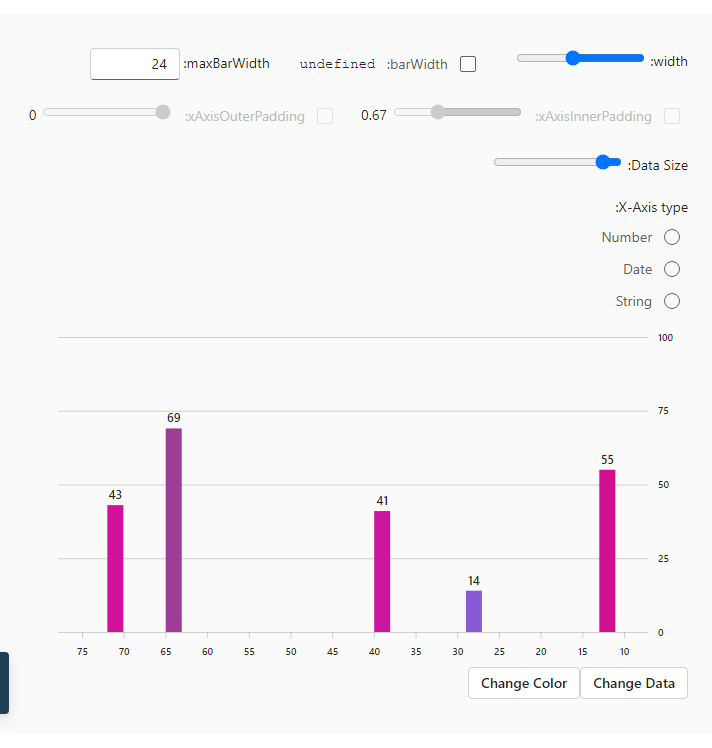 width:
barWidth: undefined
maxBarWidth: 24
xAxisInnerPadding: 0.67
xAxisOuterPadding: 0
Data Size:
X-Axis type:
Number
Date
String
100
75
50
25
0
43
69
41
14
55
75 70 65 60 55 50 45 40 35 30 25 20 15 10
Change Color Change Data